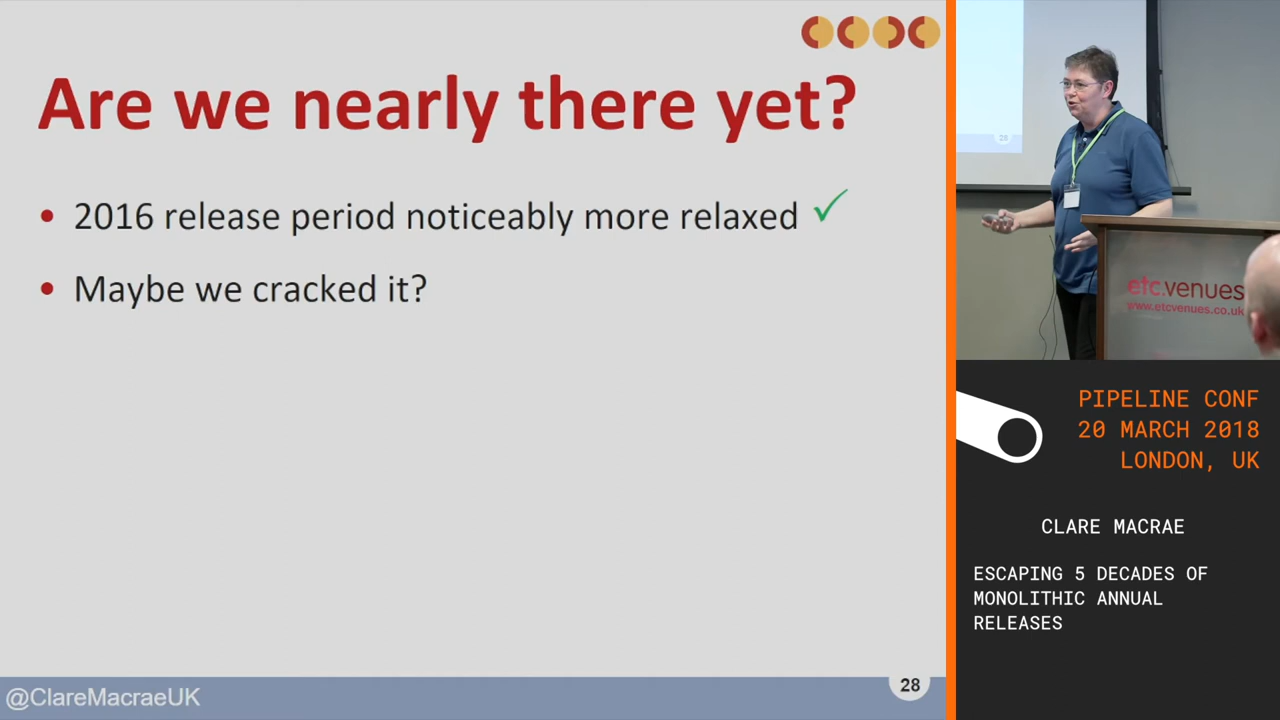 Are we nearly there yet?
• 2016 release period noticeably more relaxed ✓
• Maybe we cracked it?
@ClareMacraeUK
28
28
etc.venues
www.etcvenues.co.uk
PIPELINE CONF
20 MARCH 2018
LONDON, UK
CLARE MACRAE
ESCAPING 5 DECADES OF
MONOLITHIC ANNUAL
RELEASES